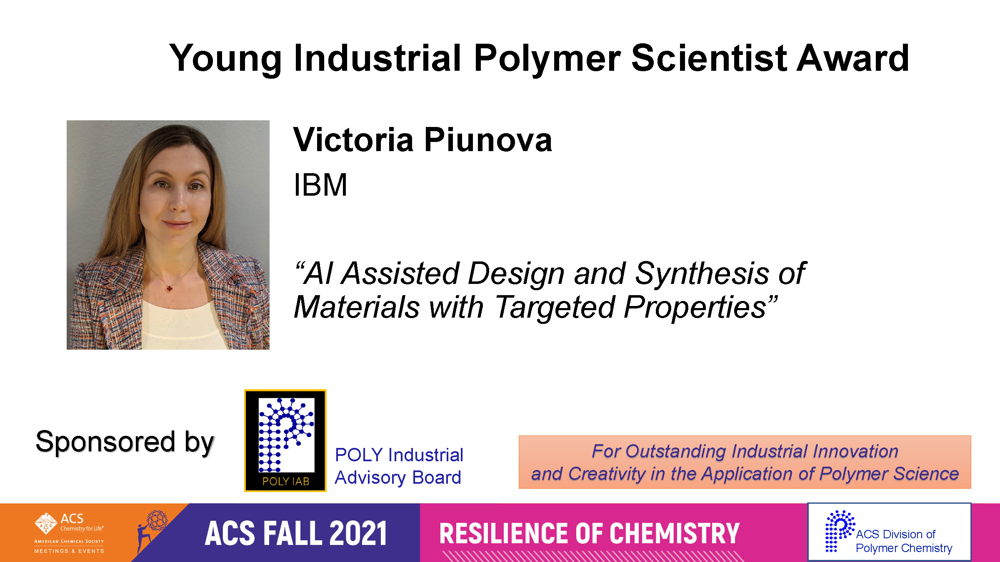 Young Industrial Polymer Scientist Award
Victoria Piunova
IBM
“AI Assisted Design and Synthesis of
Materials with Targeted Properties”
Sponsored by
POLY IAB
POLY Industrial
Advisory Board
For Outstanding Industrial Innovation
and Creativity in the Application of Polymer Science
ACS
Chemistry for Life®
A C S
AMERICAN CHEMICAL SOCIETY
MEETINGS & EVENTS
ACS FALL 2021
RESILIENCE OF CHEMISTRY
ACS Division of
Polymer Chemistry